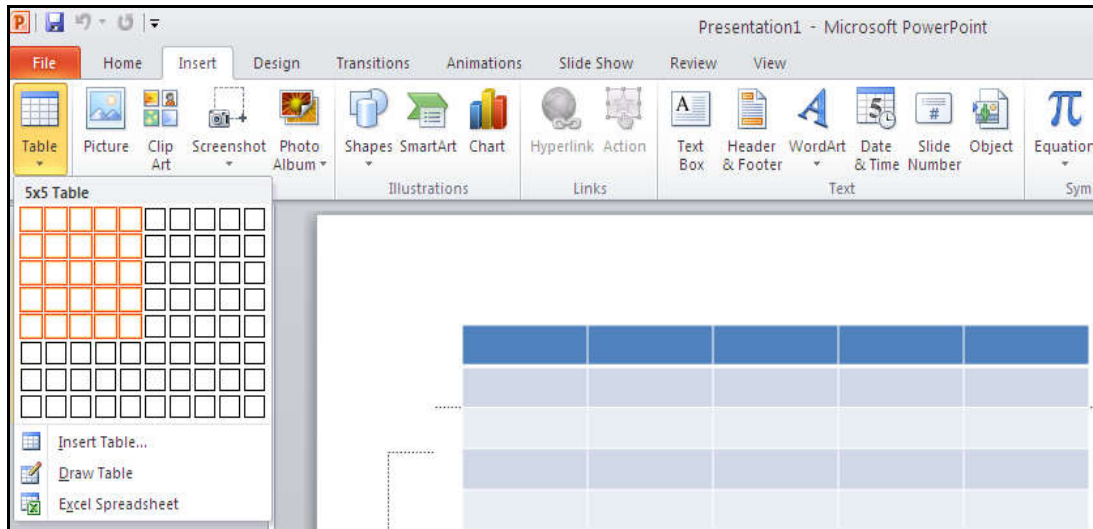 P
Presentation1 - Microsoft PowerPoint
File Home Insert Design Transitions Animations Slide Show Review View
Table Picture Clip Art Screenshot Photo Album Shapes SmartArt Chart Hyperlink Action Text Box Header & Footer WordArt Date & Time Slide Number Object Equation
Illustrations Links Text Sym
5x5 Table
Insert Table...
Draw Table
Excel Spreadsheet